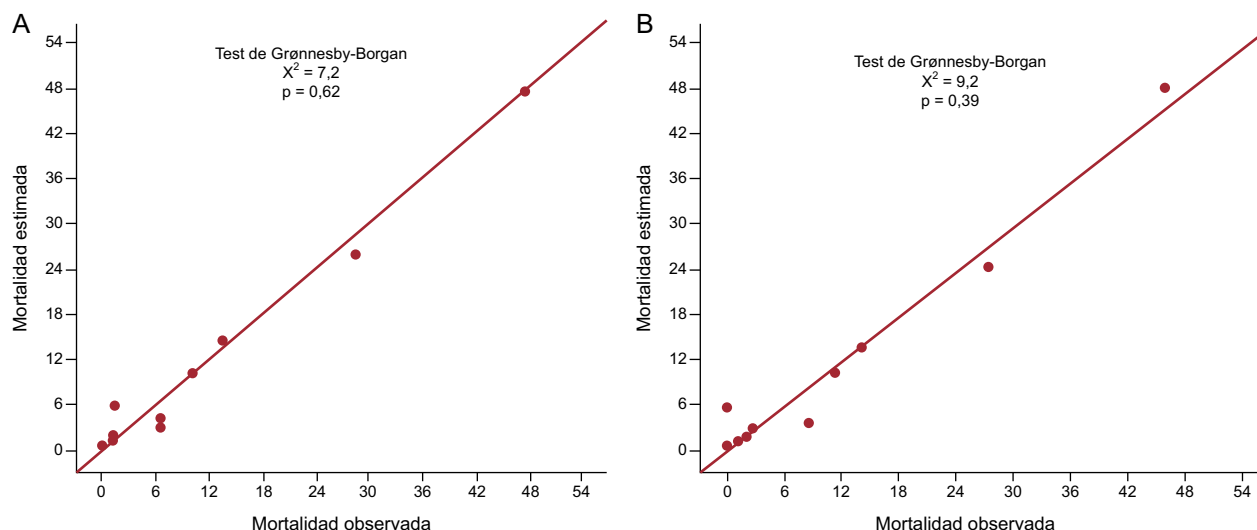 A
Test de Grønnesby-Borgan
X² = 7,2
p = 0,62
Mortalidad estimada
54
48
42
36
30
24
18
12
6
0
0 6 12 18 24 30 36 42 48 54
Mortalidad observada
B
Test de Grønnesby-Borgan
X² = 9,2
p = 0,39
Mortalidad estimada
54
48
42
36
30
24
18
12
6
0
0 6 12 18 24 30 36 42 48 54
Mortalidad observada